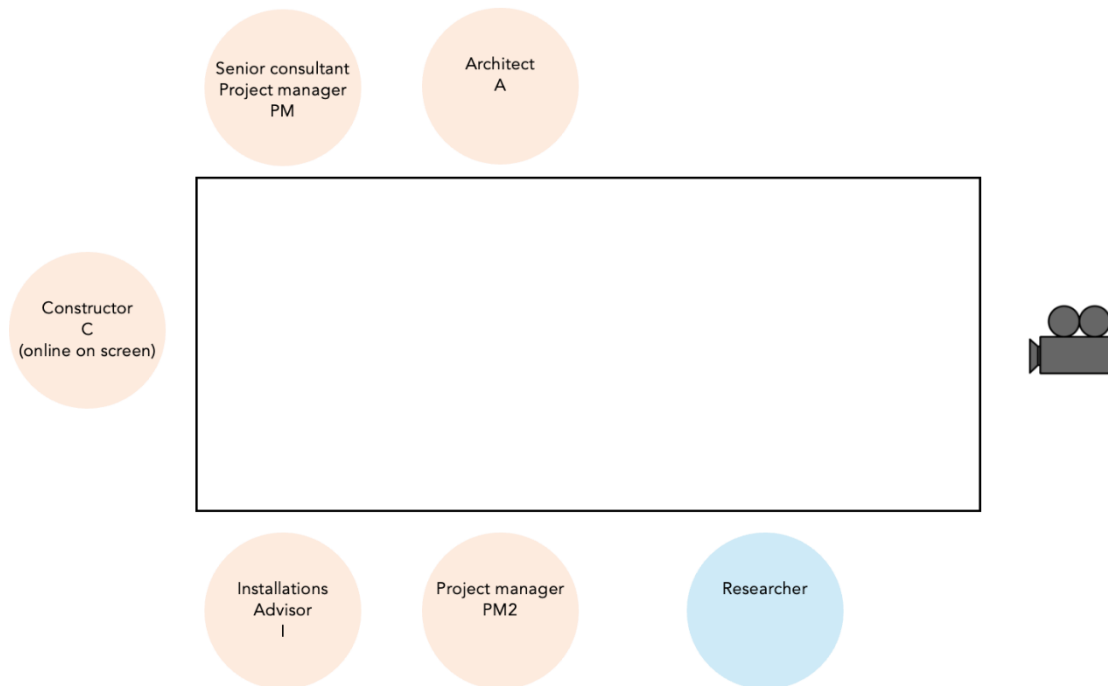 Senior consultant
Project manager
PM
Architect
A
Constructor
C
(online on screen)
Installations
Advisor
I
Project manager
PM2
Researcher